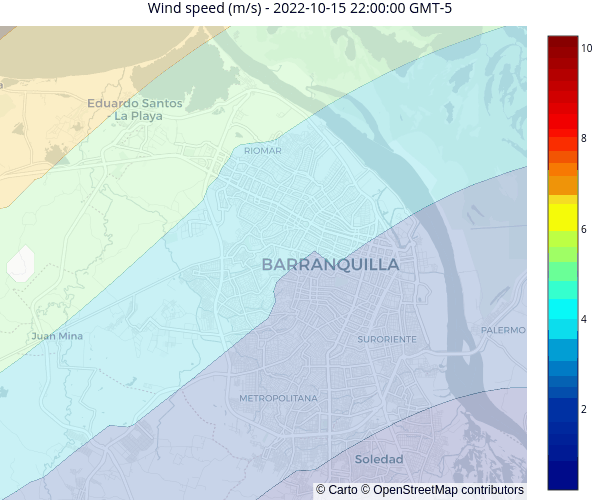 Wind speed (m/s) - 2022-10-15 22:00:00 GMT-5
10
Eduardo Santos
- La Playa
8
RIOMAR
6
BARRANQUILLA
4
PALERMO
Juan Mina
SURORIENTE
METROPOLITANA
2
Soledad
© Carto © OpenStreetMap contributors